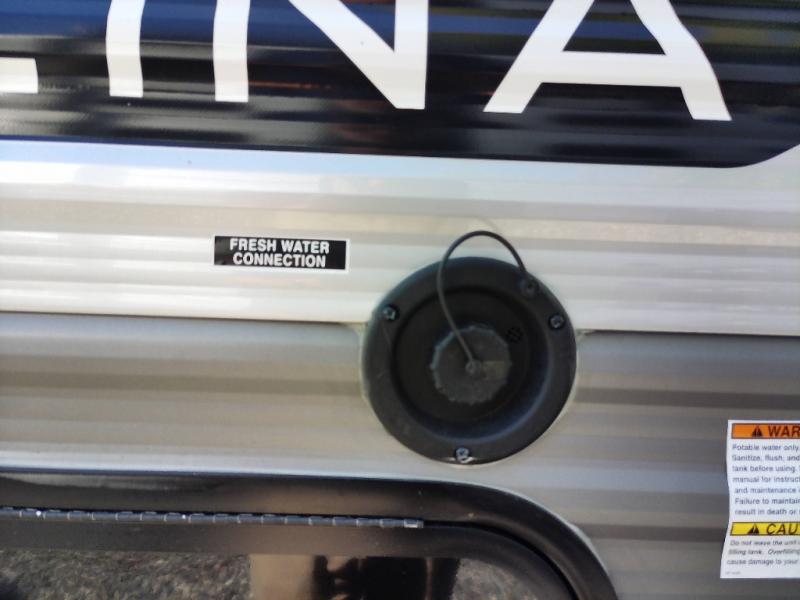 INA
FRESH WATER
CONNECTION
WAR
Potable water only.
Sanitize, flush, and
tank before using.
manual for instruct
and maintenance i
Failure to maintain
result in death or
CAU
Do not leave the unit
filling tank. Overfilling
cause damage to your